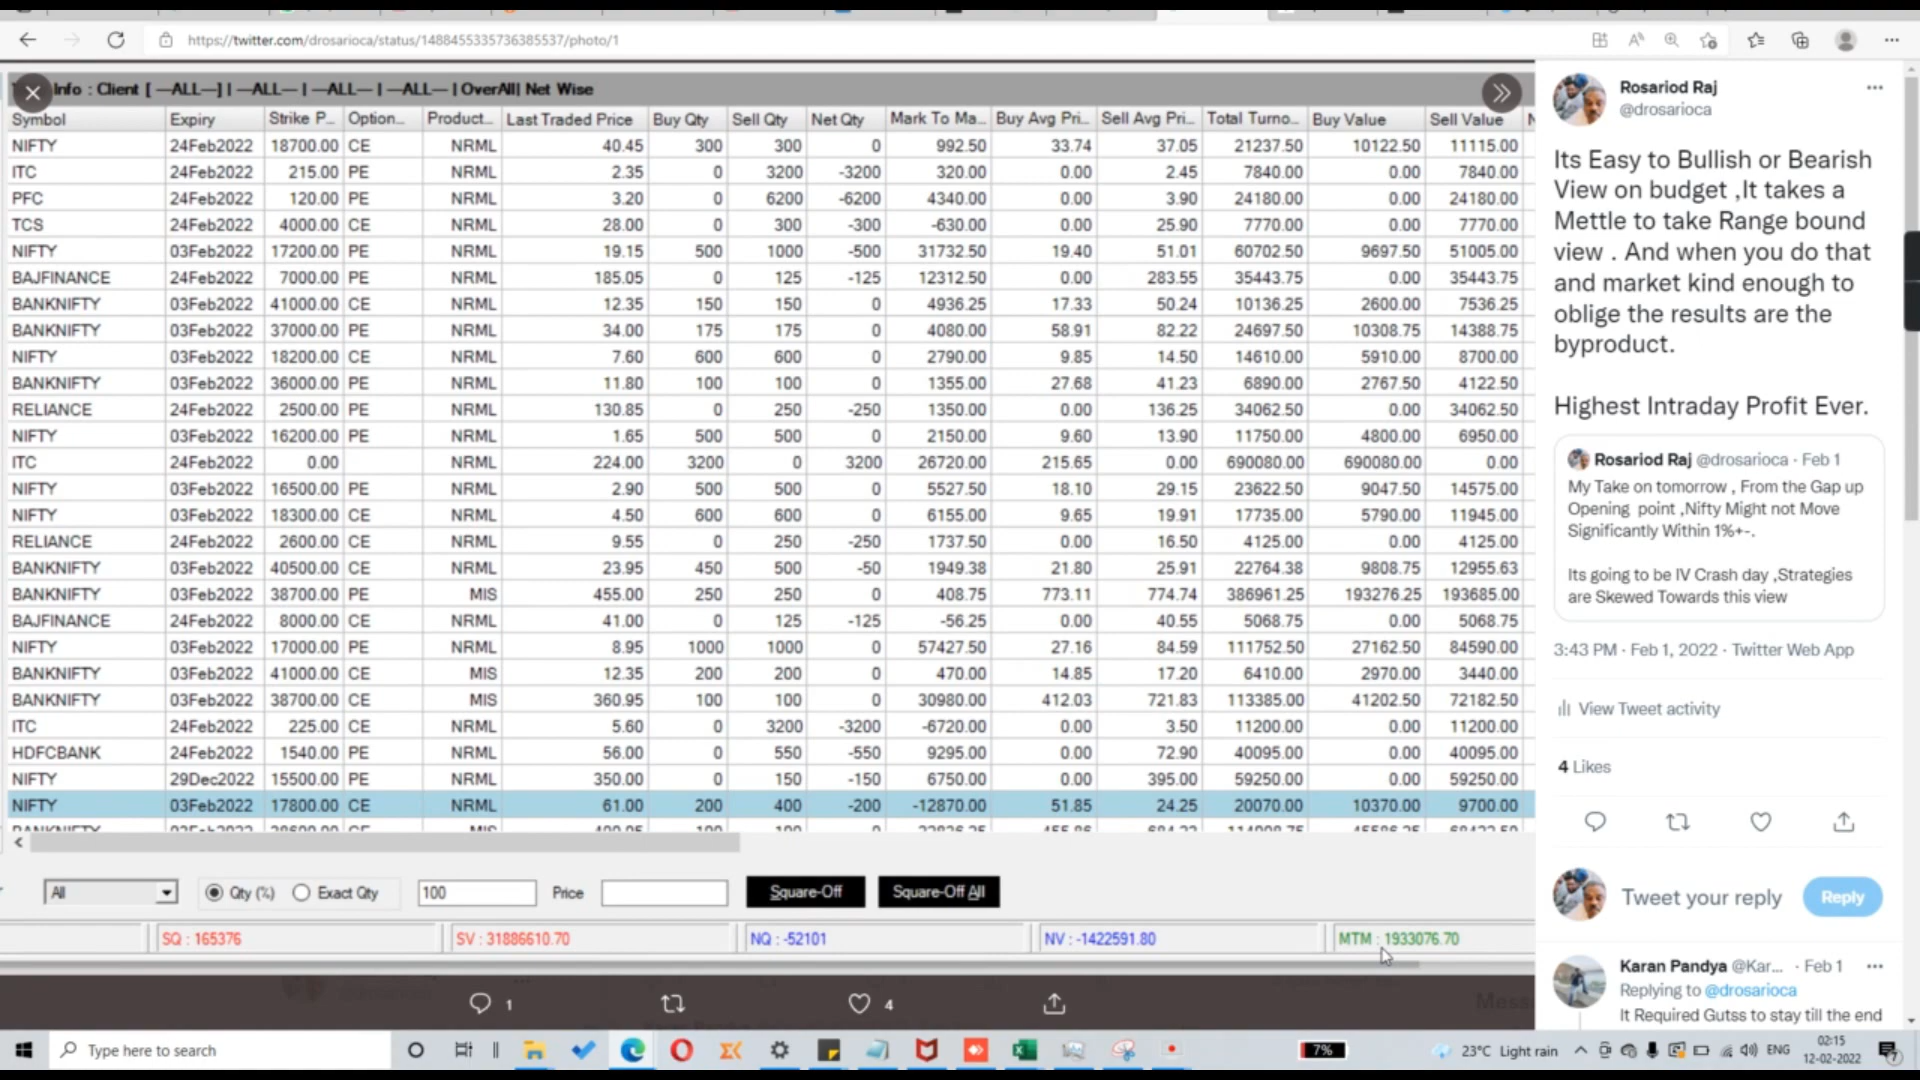 https://twitter.com/drosarioca/status/1488455335736385537/photo/1
Info : Client [ —ALL—] | —ALL— | —ALL— | —ALL— | OverAll| Net Wise
Symbol Expiry Strike P... Option... Product... Last Traded Price Buy Qty Sell Qty Net Qty Mark To Ma... Buy Avg Pri... Sell Avg Pri... Total Turno... Buy Value Sell Value
NIFTY 24Feb2022 18700.00 CE NRML 40.45 300 300 0 992.50 33.74 37.05 21237.50 10122.50 11115.00
ITC 24Feb2022 215.00 PE NRML 2.35 0 3200 -3200 320.00 0.00 2.45 7840.00 0.00 7840.00
PFC 24Feb2022 120.00 PE NRML 3.20 0 6200 -6200 4340.00 0.00 3.90 24180.00 0.00 24180.00
TCS 24Feb2022 4000.00 CE NRML 28.00 0 300 -300 -630.00 0.00 25.90 7770.00 0.00 7770.00
NIFTY 03Feb2022 17200.00 PE NRML 19.15 500 1000 -500 31732.50 19.40 51.01 60702.50 9697.50 51005.00
BAJFINANCE 24Feb2022 7000.00 PE NRML 185.05 0 125 -125 12312.50 0.00 283.55 35443.75 0.00 35443.75
BANKNIFTY 03Feb2022 41000.00 CE NRML 12.35 150 150 0 4936.25 17.33 50.24 10136.25 2600.00 7536.25
BANKNIFTY 03Feb2022 37000.00 PE NRML 34.00 175 175 0 4080.00 58.91 82.22 24697.50 10308.75 14388.75
NIFTY 03Feb2022 18200.00 CE NRML 7.60 600 600 0 2790.00 9.85 14.50 14610.00 5910.00 8700.00
BANKNIFTY 03Feb2022 36000.00 PE NRML 11.80 100 100 0 1355.00 27.68 41.23 6890.00 2767.50 4122.50
RELIANCE 24Feb2022 2500.00 PE NRML 130.85 0 250 -250 1350.00 0.00 136.25 34062.50 0.00 34062.50
NIFTY 03Feb2022 16200.00 PE NRML 1.65 500 500 0 2150.00 9.60 13.90 11750.00 4800.00 6950.00
ITC 24Feb2022 0.00 NRML 224.00 3200 0 3200 26720.00 215.65 0.00 690080.00 690080.00 0.00
NIFTY 03Feb2022 16500.00 PE NRML 2.90 500 500 0 5527.50 18.10 29.15 23622.50 9047.50 14575.00
NIFTY 03Feb2022 18300.00 CE NRML 4.50 600 600 0 6155.00 9.65 19.91 17735.00 5790.00 11945.00
RELIANCE 24Feb2022 2600.00 CE NRML 9.55 0 250 -250 1737.50 0.00 16.50 4125.00 0.00 4125.00
BANKNIFTY 03Feb2022 40500.00 CE NRML 23.95 450 500 -50 1949.38 21.80 25.91 22764.38 9808.75 12955.63
BANKNIFTY 03Feb2022 38700.00 PE MIS 455.00 250 250 0 408.75 773.11 774.74 386961.25 193276.25 193685.00
BAJFINANCE 24Feb2022 8000.00 CE NRML 41.00 0 125 -125 -56.25 0.00 40.55 5068.75 0.00 5068.75
NIFTY 03Feb2022 17000.00 PE NRML 8.95 1000 1000 0 57427.50 27.16 84.59 111752.50 27162.50 84590.00
BANKNIFTY 03Feb2022 41000.00 CE MIS 12.35 200 200 0 470.00 14.85 17.20 6410.00 2970.00 3440.00
BANKNIFTY 03Feb2022 38700.00 CE MIS 360.95 100 100 0 30980.00 412.03 721.83 113385.00 41202.50 72182.50
ITC 24Feb2022 225.00 CE NRML 5.60 0 3200 -3200 -6720.00 0.00 3.50 11200.00 0.00 11200.00
HDFCBANK 24Feb2022 1540.00 PE NRML 56.00 0 550 -550 9295.00 0.00 72.90 40095.00 0.00 40095.00
NIFTY 29Dec2022 15500.00 PE NRML 350.00 0 150 -150 6750.00 0.00 395.00 59250.00 0.00 59250.00
NIFTY 03Feb2022 17800.00 CE NRML 61.00 200 400 -200 -12870.00 51.85 24.25 20070.00 10370.00 9700.00
All Qty (%) Exact Qty 100 Price Square-Off Square-Off All
SQ : 165376 SV : 31886610.70 NQ : -52101 NV : -1422591.80 MTM : 1933076.70
1 4
Rosariod Raj
@drosarioca
Its Easy to Bullish or Bearish
View on budget ,It takes a
Mettle to take Range bound
view . And when you do that
and market kind enough to
oblige the results are the
byproduct.
Highest Intraday Profit Ever.
Rosariod Raj @drosarioca · Feb 1
My Take on tomorrow , From the Gap up
Opening point ,Nifty Might not Move
Significantly Within 1%+-.
Its going to be IV Crash day ,Strategies
are Skewed Towards this view
3:43 PM · Feb 1, 2022 · Twitter Web App
View Tweet activity
4 Likes
Tweet your reply Reply
Karan Pandya @Kar... · Feb 1
Replying to @drosarioca
It Required Gutss to stay till the end
Type here to search 7% 23°C Light rain ENG 02:15
12-02-2022